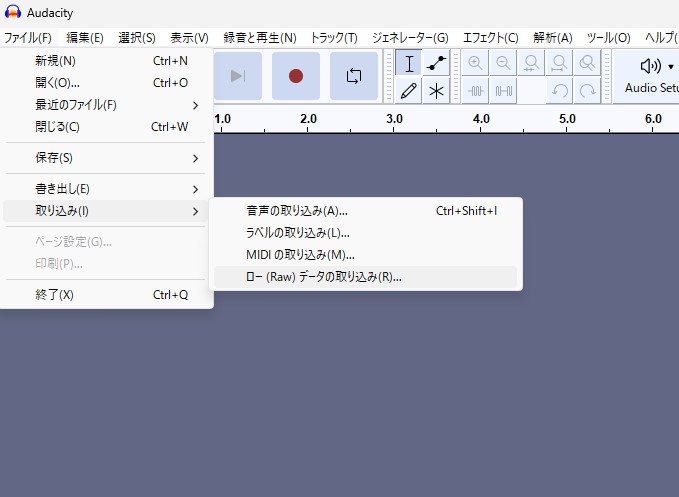 Audacity
ファイル(F) 編集(E) 選択(S) 表示(V) 録音と再生(N) トラック(T) ジェネレーター(G) エフェクト(C) 解析(A) ツール(O) ヘルプ(
新規(N) Ctrl+N
開く(O)... Ctrl+O
最近のファイル(F)
閉じる(C) Ctrl+W
保存(S)
書き出し(E)
取り込み(I)
ページ設定(G)...
印刷(P)...
終了(X) Ctrl+Q
音声の取り込み(A)... Ctrl+Shift+I
ラベルの取り込み(L)...
MIDI の取り込み(M)...
ロー (Raw) データの取り込み(R)...
Audio Setu
1.0 2.0 3.0 4.0 5.0 6.0